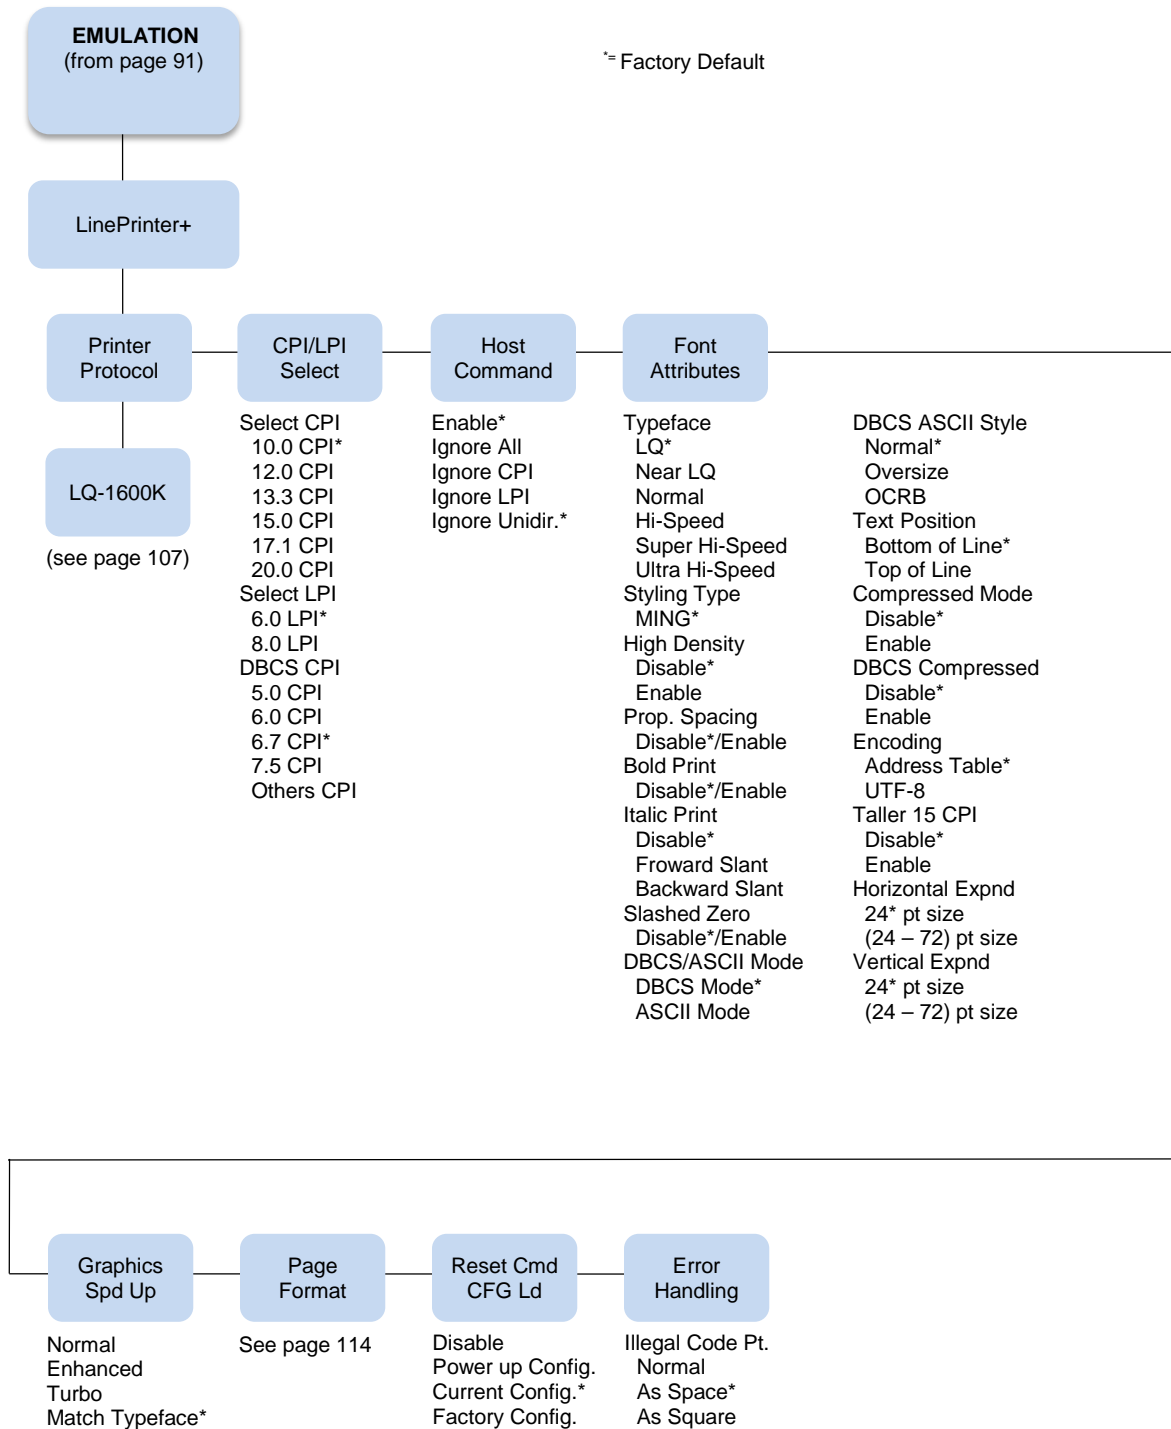 EMULATION
(from page 91)
*= Factory Default
LinePrinter+
Printer
Protocol
LQ-1600K
(see page 107)
CPI/LPI
Select
Select CPI
10.0 CPI*
12.0 CPI
13.3 CPI
15.0 CPI
17.1 CPI
20.0 CPI
Select LPI
6.0 LPI*
8.0 LPI
DBCS CPI
5.0 CPI
6.0 CPI
6.7 CPI*
7.5 CPI
Others CPI
Host
Command
Enable*
Ignore All
Ignore CPI
Ignore LPI
Ignore Unidir.*
Font
Attributes
Typeface
LQ*
Near LQ
Normal
Hi-Speed
Super Hi-Speed
Ultra Hi-Speed
Styling Type
MING*
High Density
Disable*
Enable
Prop. Spacing
Disable*/Enable
Bold Print
Disable*/Enable
Italic Print
Disable*
Froward Slant
Backward Slant
Slashed Zero
Disable*/Enable
DBCS/ASCII Mode
DBCS Mode*
ASCII Mode
DBCS ASCII Style
Normal*
Oversize
OCRB
Text Position
Bottom of Line*
Top of Line
Compressed Mode
Disable*
Enable
DBCS Compressed
Disable*
Enable
Encoding
Address Table*
UTF-8
Taller 15 CPI
Disable*
Enable
Horizontal Expnd
24* pt size
(24 – 72) pt size
Vertical Expnd
24* pt size
(24 – 72) pt size
Graphics
Spd Up
Normal
Enhanced
Turbo
Match Typeface*
Page
Format
See page 114
Reset Cmd
CFG Ld
Disable
Power up Config.
Current Config.*
Factory Config.
Error
Handling
Illegal Code Pt.
Normal
As Space*
As Square